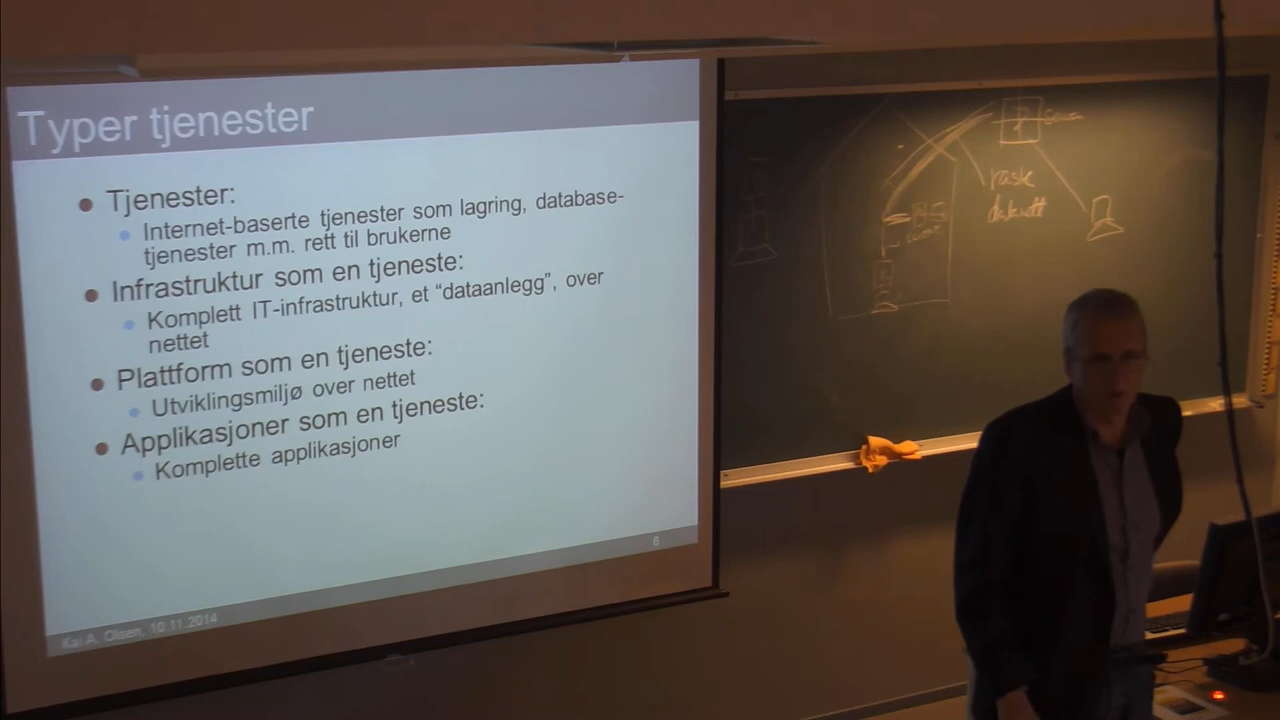 Typer tjenester
Tjenester:
Internet-baserte tjenester som lagring, database-
tjenester m.m. rett til brukerne
Infrastruktur som en tjeneste:
Komplett IT-infrastruktur, et “dataanlegg”, over
nettet
Plattform som en tjeneste:
Utviklingsmiljø over nettet
Applikasjoner som en tjeneste:
Komplette applikasjoner
6
Kai A. Olsen, 10.11.2014
rask